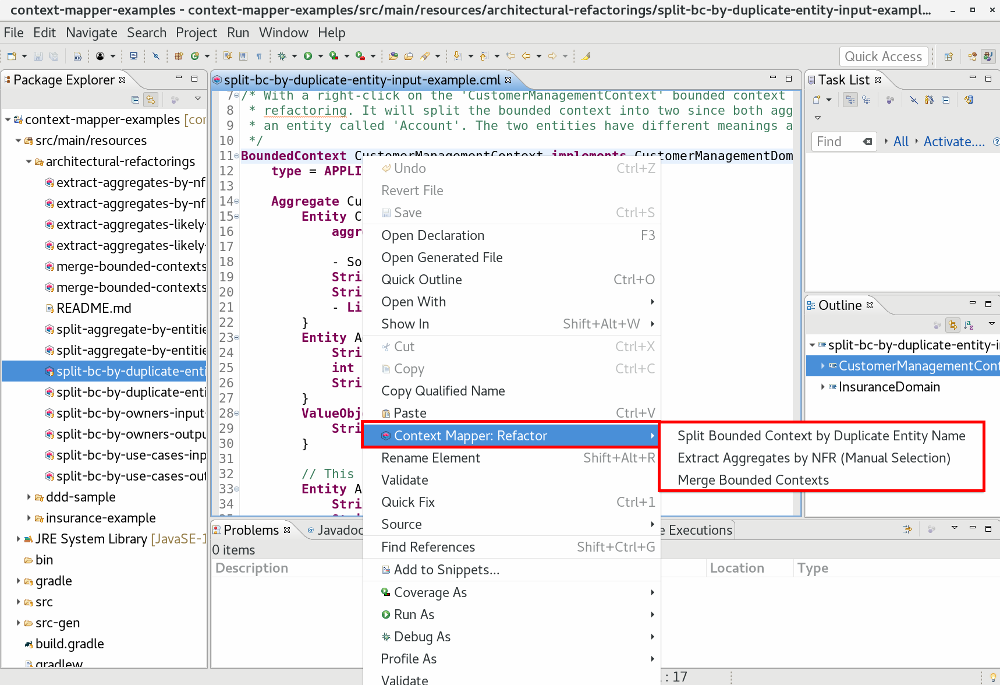 context-mapper-examples - context-mapper-examples/src/main/resources/architectural-refactorings/split-bc-by-duplicate-entity-input-exampl...
File Edit Navigate Search Project Run Window Help
Quick Access
Package Explorer
context-mapper-examples [cor
src/main/resources
architectural-refactorings
extract-aggregates-by-nf
extract-aggregates-by-nf
extract-aggregates-likely-
extract-aggregates-likely-
merge-bounded-contexts
merge-bounded-contexts
README.md
split-aggregate-by-entitie
split-aggregate-by-entitie
split-bc-by-duplicate-enti
split-bc-by-duplicate-enti
split-bc-by-owners-input-
split-bc-by-owners-outpu
split-bc-by-use-cases-inp
split-bc-by-use-cases-out
ddd-sample
insurance-example
JRE System Library [JavaSE-1
bin
gradle
src
src-gen
build.gradle
gradlew
split-bc-by-duplicate-entity-input-example.cml
7 /* With a right-click on the 'CustomerManagementContext' bounded context
8 * refactoring. It will split the bounded context into two since both agg
9 * an entity called 'Account'. The two entities have different meanings a
10 */
11 BoundedContext CustomerManagementContext implements CustomerManagementDom
12 type = APPLI
13
14 Aggregate Cu
15 Entity C
16 aggr
17
18 - So
19 Stri
20 Stri
21 - Li
22 }
23 Entity A
24 Stri
25 int
26 Stri
27 }
28 ValueObj
29 Stri
30 }
31
32 // This
33 Entity A
34 Stri
Undo Ctrl+Z
Revert File
Save Ctrl+S
Open Declaration F3
Open Generated File
Quick Outline Ctrl+O
Open With
Show In Shift+Alt+W
Cut Ctrl+X
Copy Ctrl+C
Copy Qualified Name
Paste Ctrl+V
Context Mapper: Refactor
Rename Element Shift+Alt+R
Validate
Quick Fix Ctrl+1
Source
Find References Shift+Ctrl+G
Add to Snippets...
Coverage As
Run As
Debug As
Profile As
Validate
Split Bounded Context by Duplicate Entity Name
Extract Aggregates by NFR (Manual Selection)
Merge Bounded Contexts
Task List
Find All Activate....
Outline
split-bc-by-duplicate-entity-i
CustomerManagementCont
InsuranceDomain
Problems Javadoc e Executions
0 items
Description Location Type
: 17